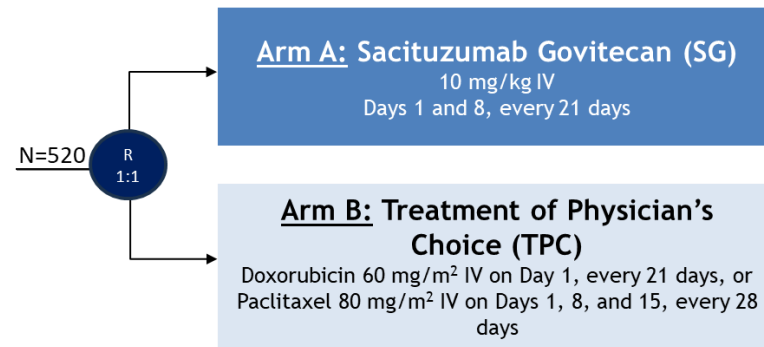 Arm A: Sacituzumab Govitecan (SG)
10 mg/kg IV
Days 1 and 8, every 21 days
N=520
R
1:1
Arm B: Treatment of Physician’s
Choice (TPC)
Doxorubicin 60 mg/m² IV on Day 1, every 21 days, or
Paclitaxel 80 mg/m² IV on Days 1, 8, and 15, every 28
days